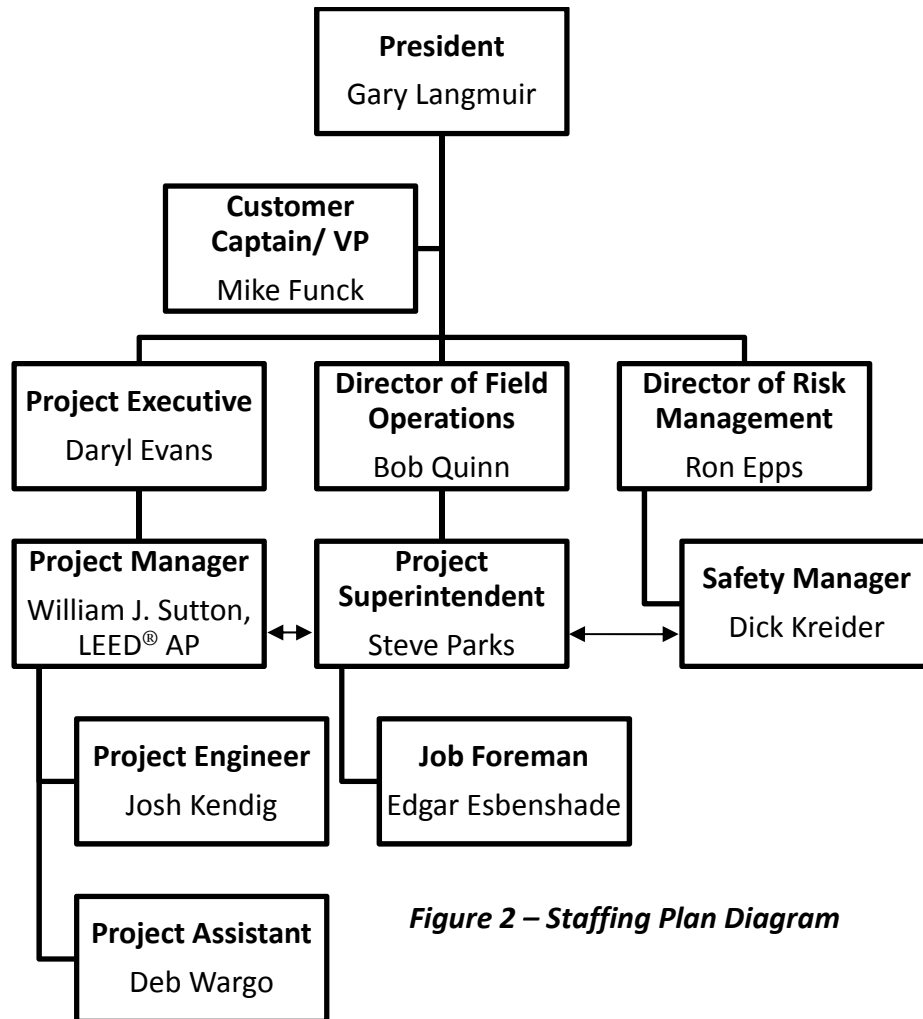 President
Gary Langmuir
Customer
Captain/ VP
Mike Funck
Project Executive
Daryl Evans
Director of Field
Operations
Bob Quinn
Director of Risk
Management
Ron Epps
Project Manager
William J. Sutton,
LEED® AP
Project
Superintendent
Steve Parks
Safety Manager
Dick Kreider
Project Engineer
Josh Kendig
Job Foreman
Edgar Esbenshade
Project Assistant
Deb Wargo
Figure 2 – Staffing Plan Diagram